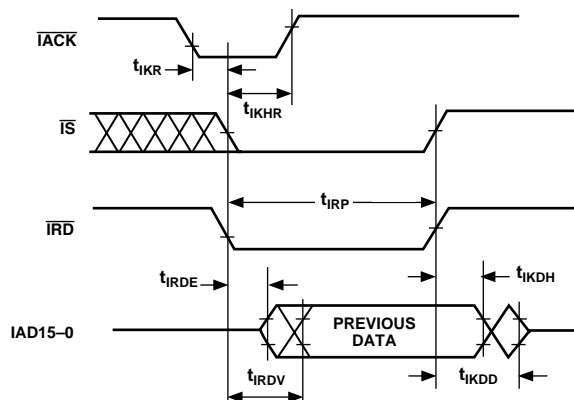 IACK
tIKR
tIKHR
IS
tIRP
IRD
tIRDE
tIKDH
IAD15–0
PREVIOUS
DATA
tIRDV
tIKDD